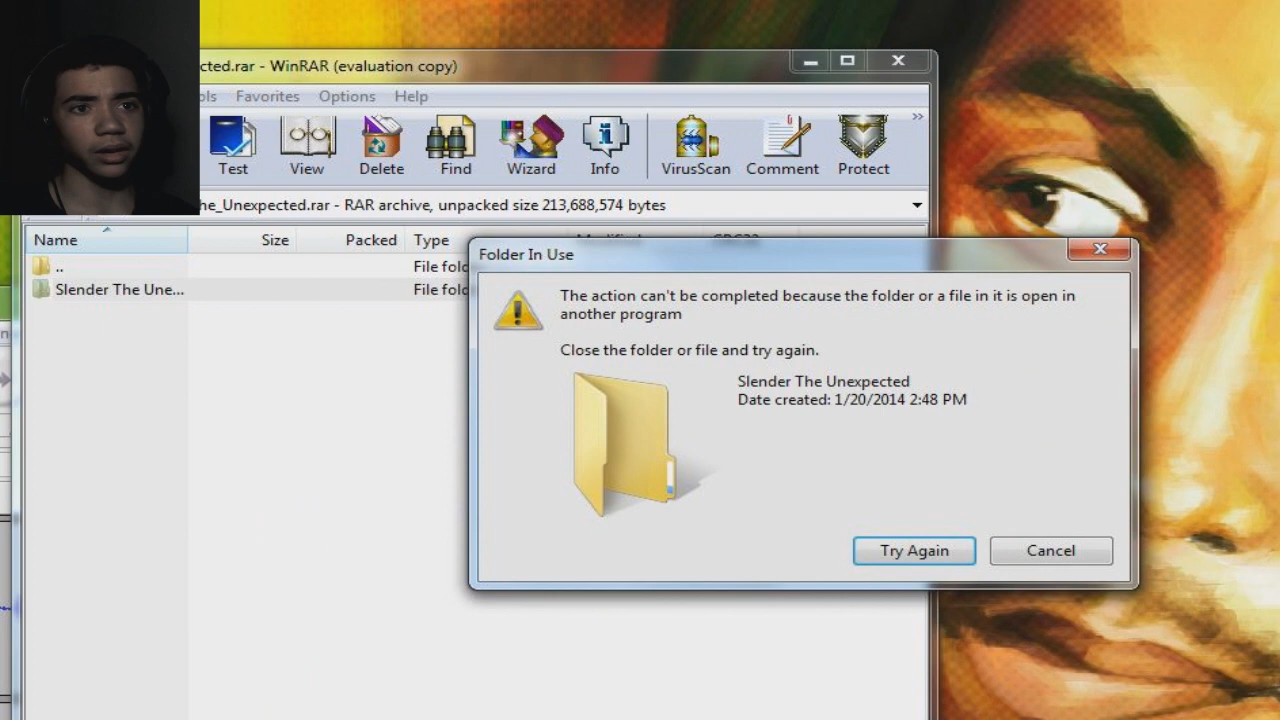 cted.rar - WinRAR (evaluation copy)
ols Favorites Options Help
Test View Delete Find Wizard Info VirusScan Comment Protect
he_Unexpected.rar - RAR archive, unpacked size 213,688,574 bytes
Name Size Packed Type
..
File fold
Slender The Une...
File fold
Folder In Use
The action can't be completed because the folder or a file in it is open in
another program
Close the folder or file and try again.
Slender The Unexpected
Date created: 1/20/2014 2:48 PM
Try Again Cancel